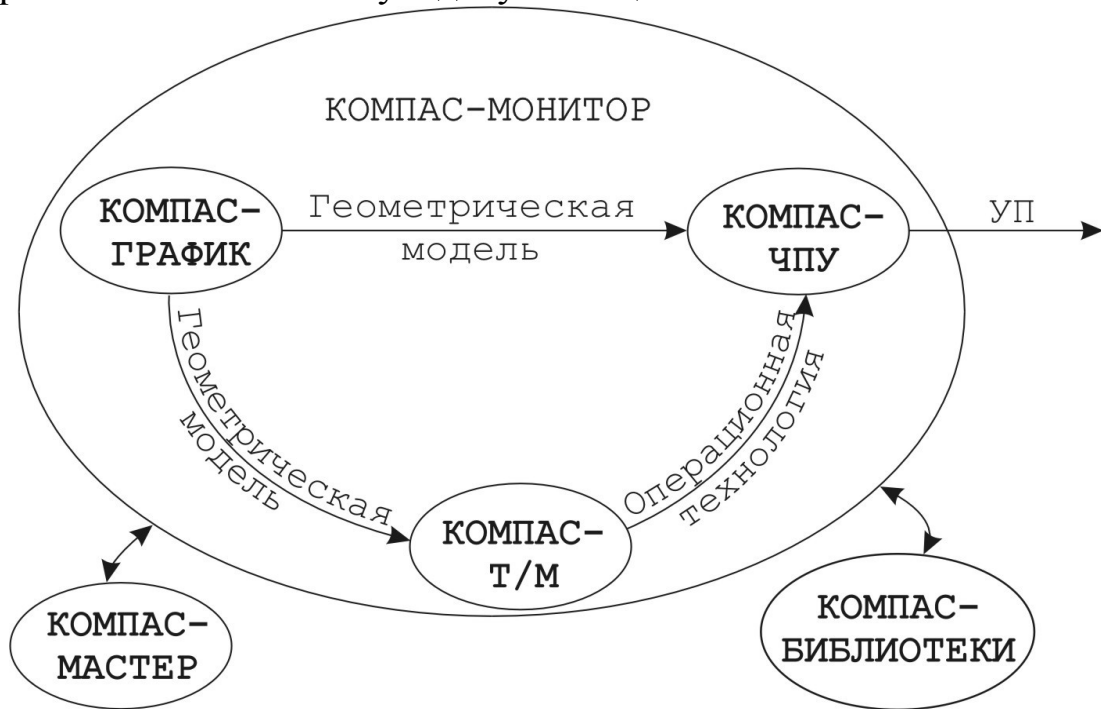 КОМПАС-МОНИТОР
КОМПАС-
ГРАФИК
Геометрическая
модель
КОМПАС-
ЧПУ
УП
Геометрическая
модель
Операционная
технология
КОМПАС-
Т/М
КОМПАС-
МАСТЕР
КОМПАС-
БИБЛИОТЕКИ